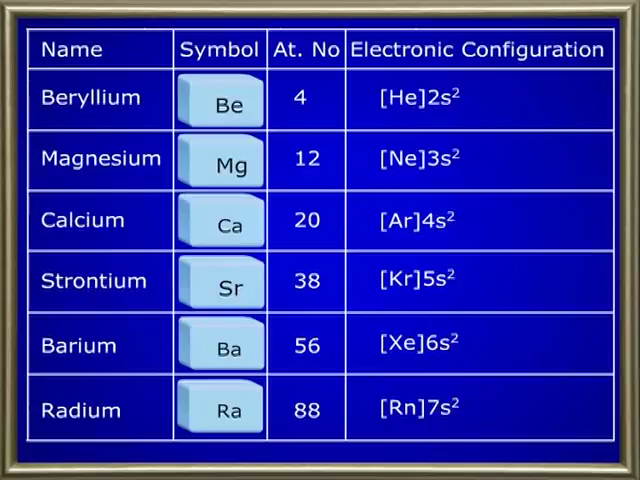 Name Symbol At. No Electronic Configuration
Beryllium Be 4 [He]2s²
Magnesium Mg 12 [Ne]3s²
Calcium Ca 20 [Ar]4s²
Strontium Sr 38 [Kr]5s²
Barium Ba 56 [Xe]6s²
Radium Ra 88 [Rn]7s²